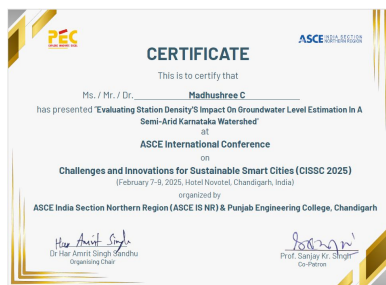 PEC
ASCE INDIA SECTION
NORTHERN REGION
CERTIFICATE
This is to certify that
Ms. / Mr. / Dr. Madhushree C
has presented "Evaluating Station Density'S Impact On Groundwater Level Estimation In A
Semi-Arid Karnataka Watershed"
at
ASCE International Conference
on
Challenges and Innovations for Sustainable Smart Cities (CISSC 2025)
(February 7-9, 2025, Hotel Novotel, Chandigarh, India)
organized by
ASCE India Section Northern Region (ASCE IS NR) & Punjab Engineering College, Chandigarh
Har Amrit Singh
Dr Har Amrit Singh Sandhu
Organising Chair
Prof. Sanjay Kr. Singh
Co-Patron